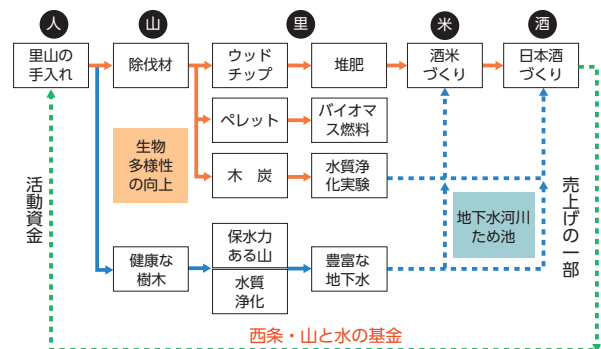 人
山
里
米
酒
里山の
手入れ
除伐材
ウッド
チップ
堆肥
酒米
づくり
日本酒
づくり
ペレット
バイオマ
ス燃料
生物
多様性
の向上
木 炭
水質浄
化実験
活動資金
売上げの一部
地下水河川
ため池
健康な
樹木
保水力
ある山
水質
浄化
豊富な
地下水
西条・山と水の基金